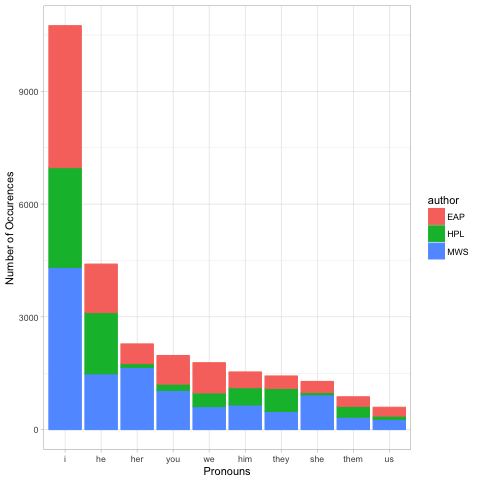 Number of Occurences
9000
6000
3000
0
i he her you we him they she them us
Pronouns
author
EAP
HPL
MWS